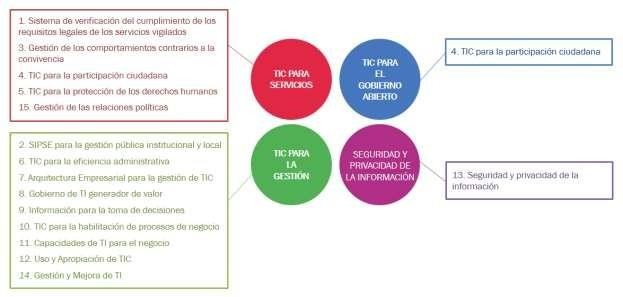 1. Sistema de verificación del cumplimiento de los
requisitos legales de los servicios vigilados
3. Gestión de los comportamientos contrarios a la
convivencia
4. TIC para la participación ciudadana
5. TIC para la protección de los derechos humanos
15. Gestión de las relaciones políticas
TIC PARA
SERVICIOS
TIC PARA
EL
GOBIERNO
ABIERTO
4. TIC para la participación ciudadana
2. SIPSE para la gestión pública institucional y local
6. TIC para la eficiencia administrativa
7. Arquitectura Empresarial para la gestión de TIC
8. Gobierno de TI generador de valor
9. Información para la toma de decisiones
10. TIC para la habilitación de procesos de negocio
11. Capacidades de TI para el negocio
12. Uso y Apropiación de TIC
14. Gestión y Mejora de TI
TIC PARA
LA
GESTIÓN
SEGURIDAD Y
PRIVACIDAD DE
LA INFORMACIÓN
13. Seguridad y privacidad de la
información